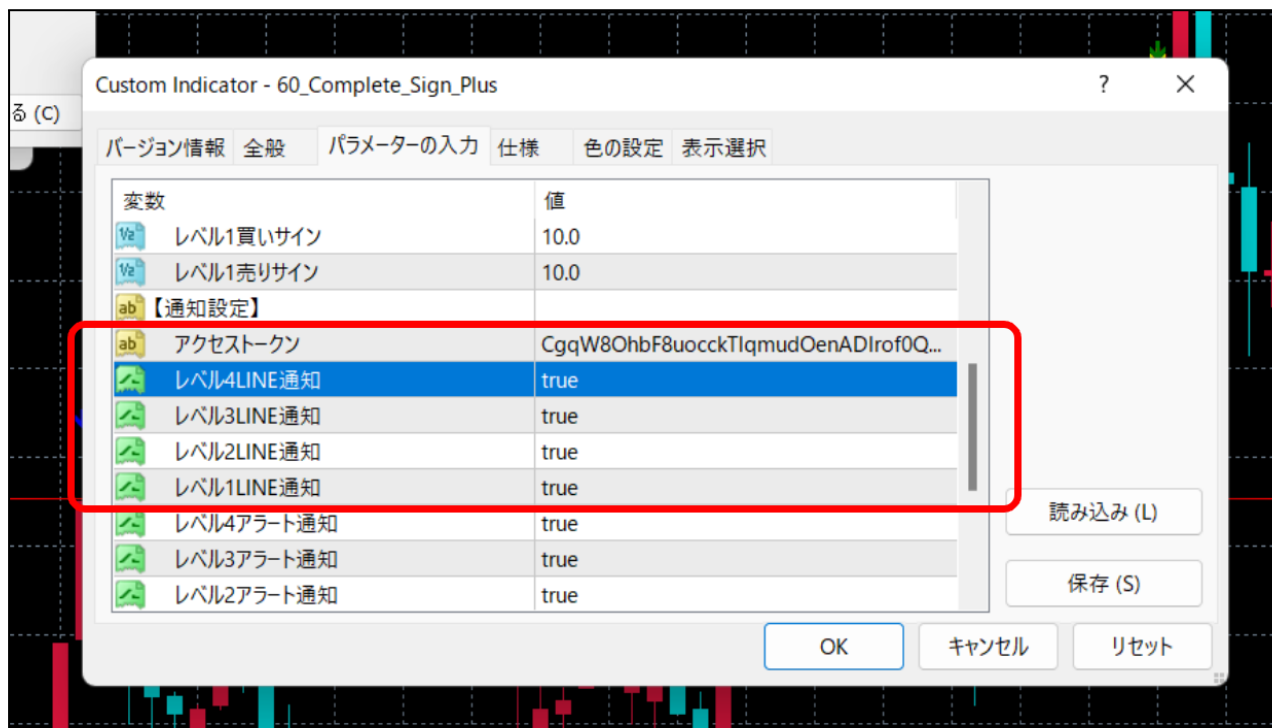 る (C)
Custom Indicator - 60_Complete_Sign_Plus
?
バージョン情報 全般 パラメーターの入力 仕様 色の設定 表示選択
変数 値
レベル1買いサイン 10.0
レベル1売りサイン 10.0
ab 【通知設定】
ab アクセストークン CgqW8OhbF8uocckTIqmudOenADIrof0Q...
レベル4LINE通知 true
レベル3LINE通知 true
レベル2LINE通知 true
レベル1LINE通知 true
レベル4アラート通知 true
レベル3アラート通知 true
レベル2アラート通知 true
読み込み (L)
保存 (S)
OK キャンセル リセット